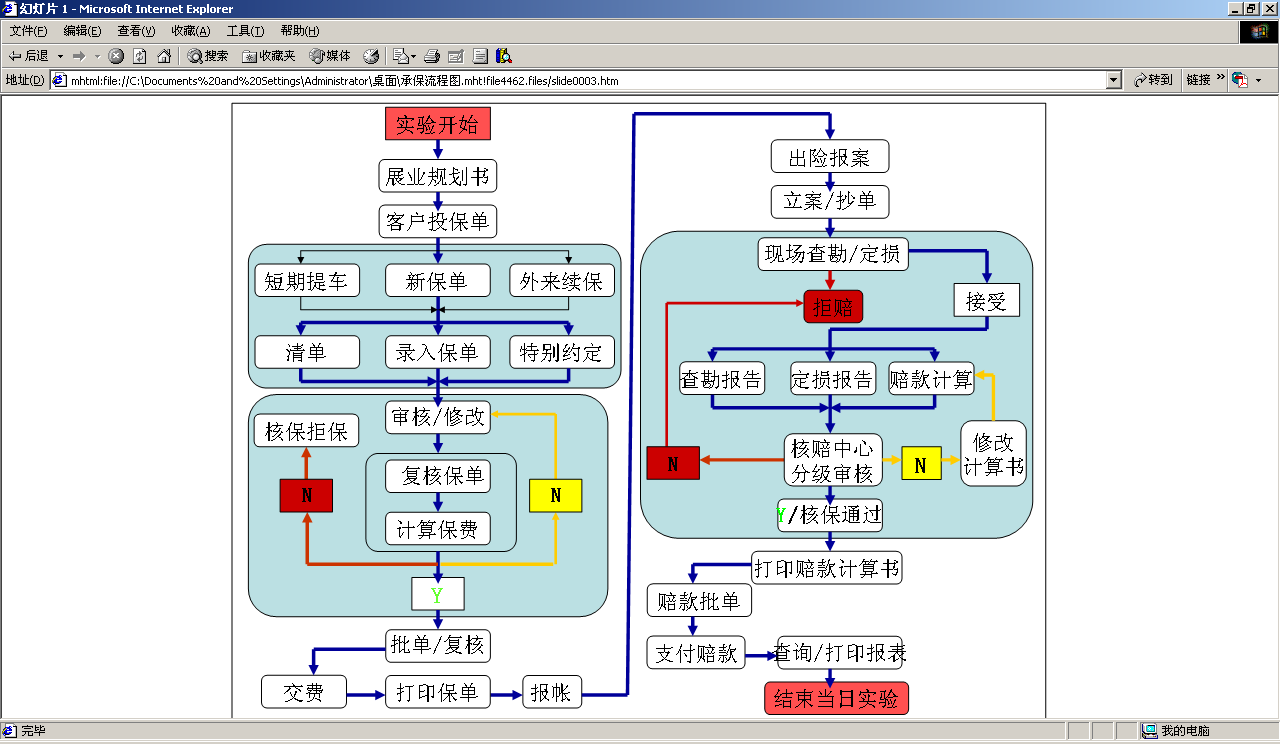 幻灯片 1 - Microsoft Internet Explorer
文件(F) 编辑(E) 查看(V) 收藏(A) 工具(T) 帮助(H)
后退 搜索 收藏夹 媒体
地址(D) mhtml:file://C:\Documents%20and%20Settings\Administrator\桌面\承保流程图.mht!file4462.files/slide0003.htm 转到 链接 »
实验开始
展业规划书
客户投保单
短期提车 新保单 外来续保
清单 录入保单 特别约定
审核/修改
核保拒保
复核保单
N
N
计算保费
Y
批单/复核
交费 打印保单 报帐
出险报案
立案/抄单
现场查勘/定损
拒赔
接受
查勘报告 定损报告 赔款计算
核赔中心
分级审核
N
N
修改
计算书
Y/核保通过
打印赔款计算书
赔款批单
支付赔款 查询/打印报表
结束当日实验
完毕 我的电脑